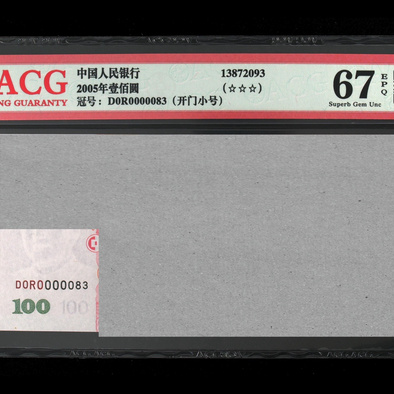 ACG
NG GUARANTY
中国人民银行
2005年壹佰圆
冠号：D0R0000083（开门小号）
13872093
(☆☆☆)
67
EPQ
Superb Gem Unc
D0R0000083
100 100